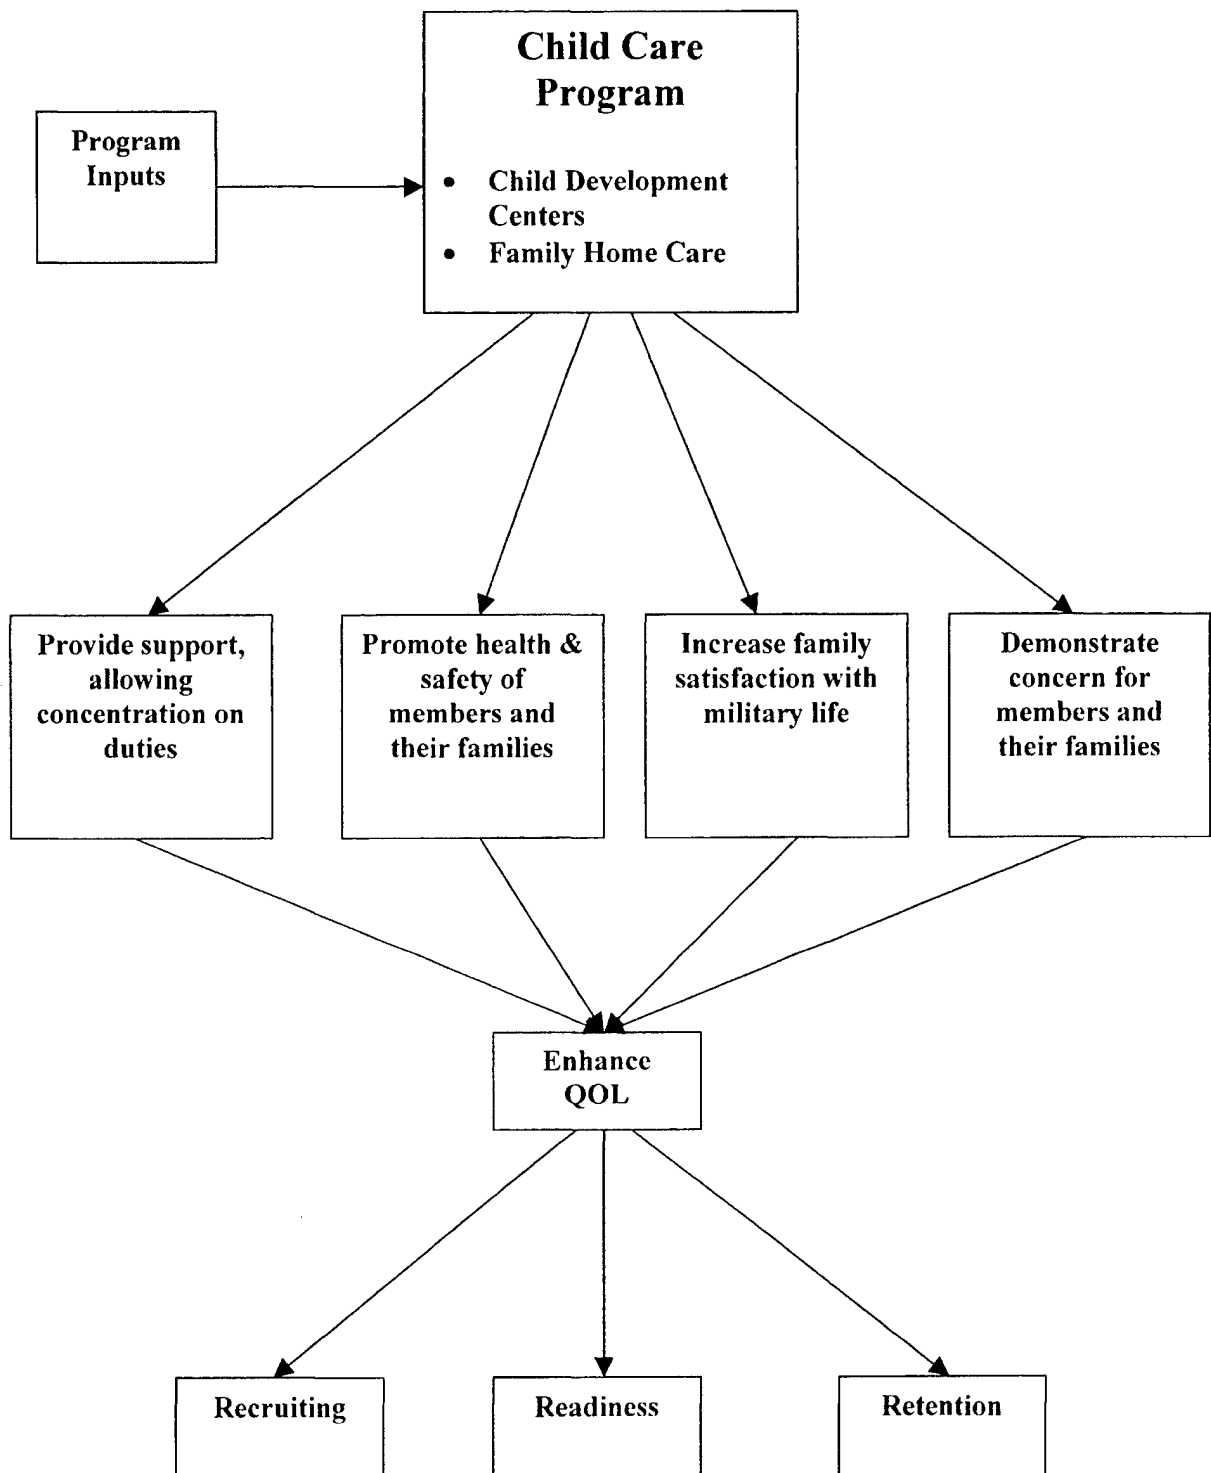 Child Care
Program
Program
Inputs
• Child Development
Centers
• Family Home Care
Provide support,
allowing
concentration on
duties
Promote health &
safety of
members and
their families
Increase family
satisfaction with
military life
Demonstrate
concern for
members and
their families
Enhance
QOL
Recruiting
Readiness
Retention